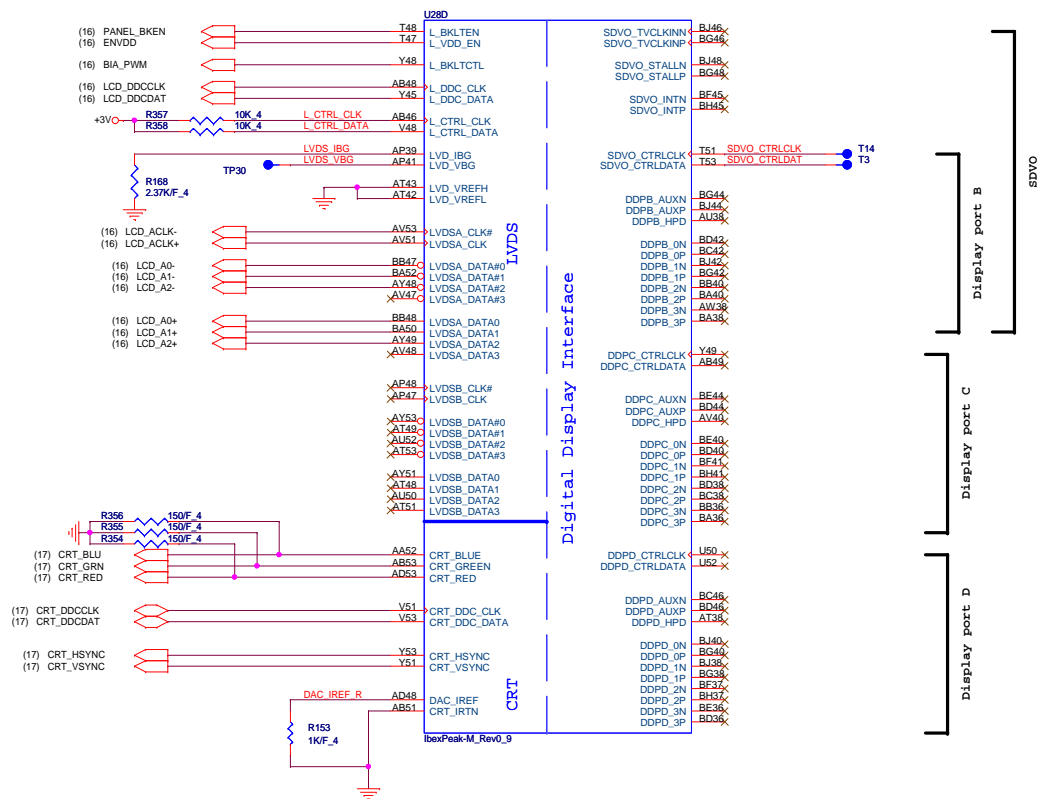 U28D
(16) PANEL_BKEN T48 L_BKLTEN
(16) ENVDD T47 L_VDD_EN
(16) BIA_PWM Y48 L_BKLTCTL
(16) LCD_DDCCLK AB48 L_DDC_CLK
(16) LCD_DDCDAT Y45 L_DDC_DATA
+3V R357 10K_4 L_CTRL_CLK AB46 L_CTRL_CLK
R358 10K_4 L_CTRL_DATA V48 L_CTRL_DATA
LVDS_IBG AP39 LVD_IBG
TP30 LVDS_VBG AP41 LVD_VBG
R168
2.37K/F_4
AT43 LVD_VREFH
AT42 LVD_VREFL
(16) LCD_ACLK- AV53 LVDSA_CLK#
(16) LCD_ACLK+ AV51 LVDSA_CLK
(16) LCD_A0- BB47 LVDSA_DATA#0
(16) LCD_A1- BA52 LVDSA_DATA#1
(16) LCD_A2- AY48 LVDSA_DATA#2
AV47 LVDSA_DATA#3
(16) LCD_A0+ BB48 LVDSA_DATA0
(16) LCD_A1+ BA50 LVDSA_DATA1
(16) LCD_A2+ AY49 LVDSA_DATA2
AV48 LVDSA_DATA3
AP48 LVDSB_CLK#
AP47 LVDSB_CLK
AY53 LVDSB_DATA#0
AT49 LVDSB_DATA#1
AU52 LVDSB_DATA#2
AT53 LVDSB_DATA#3
AY51 LVDSB_DATA0
AT48 LVDSB_DATA1
AU50 LVDSB_DATA2
AT51 LVDSB_DATA3
R356 150/F_4
R355 150/F_4
R354 150/F_4
(17) CRT_BLU AA52 CRT_BLUE
(17) CRT_GRN AB53 CRT_GREEN
(17) CRT_RED AD53 CRT_RED
(17) CRT_DDCCLK V51 CRT_DDC_CLK
(17) CRT_DDCDAT V53 CRT_DDC_DATA
(17) CRT_HSYNC Y53 CRT_HSYNC
(17) CRT_VSYNC Y51 CRT_VSYNC
DAC_IREF_R AD48 DAC_IREF
AB51 CRT_IRTN
R153
1K/F_4
IbexPeak-M_Rev0_9
LVDS
CRT
Digital Display Interface
SDVO_TVCLKINN BJ46
SDVO_TVCLKINP BG46
SDVO_STALLN BJ48
SDVO_STALLP BG48
SDVO_INTN BF45
SDVO_INTP BH45
SDVO_CTRLCLK T51 SDVO_CTRLCLK T14
SDVO_CTRLDATA T53 SDVO_CTRLDAT T3
DDPB_AUXN BG44
DDPB_AUXP BJ44
DDPB_HPD AU38
DDPB_0N BD42
DDPB_0P BC42
DDPB_1N BJ42
DDPB_1P BG42
DDPB_2N BB40
DDPB_2P BA40
DDPB_3N AW38
DDPB_3P BA38
DDPC_CTRLCLK Y49
DDPC_CTRLDATA AB49
DDPC_AUXN BE44
DDPC_AUXP BD44
DDPC_HPD AV40
DDPC_0N BE40
DDPC_0P BD40
DDPC_1N BF41
DDPC_1P BH41
DDPC_2N BD38
DDPC_2P BC38
DDPC_3N BB36
DDPC_3P BA36
DDPD_CTRLCLK U50
DDPD_CTRLDATA U52
DDPD_AUXN BC46
DDPD_AUXP BD46
DDPD_HPD AT38
DDPD_0N BJ40
DDPD_0P BG40
DDPD_1N BJ38
DDPD_1P BG38
DDPD_2N BF37
DDPD_2P BH37
DDPD_3N BE36
DDPD_3P BD36
Display port B
SDVO
Display port C
Display port D